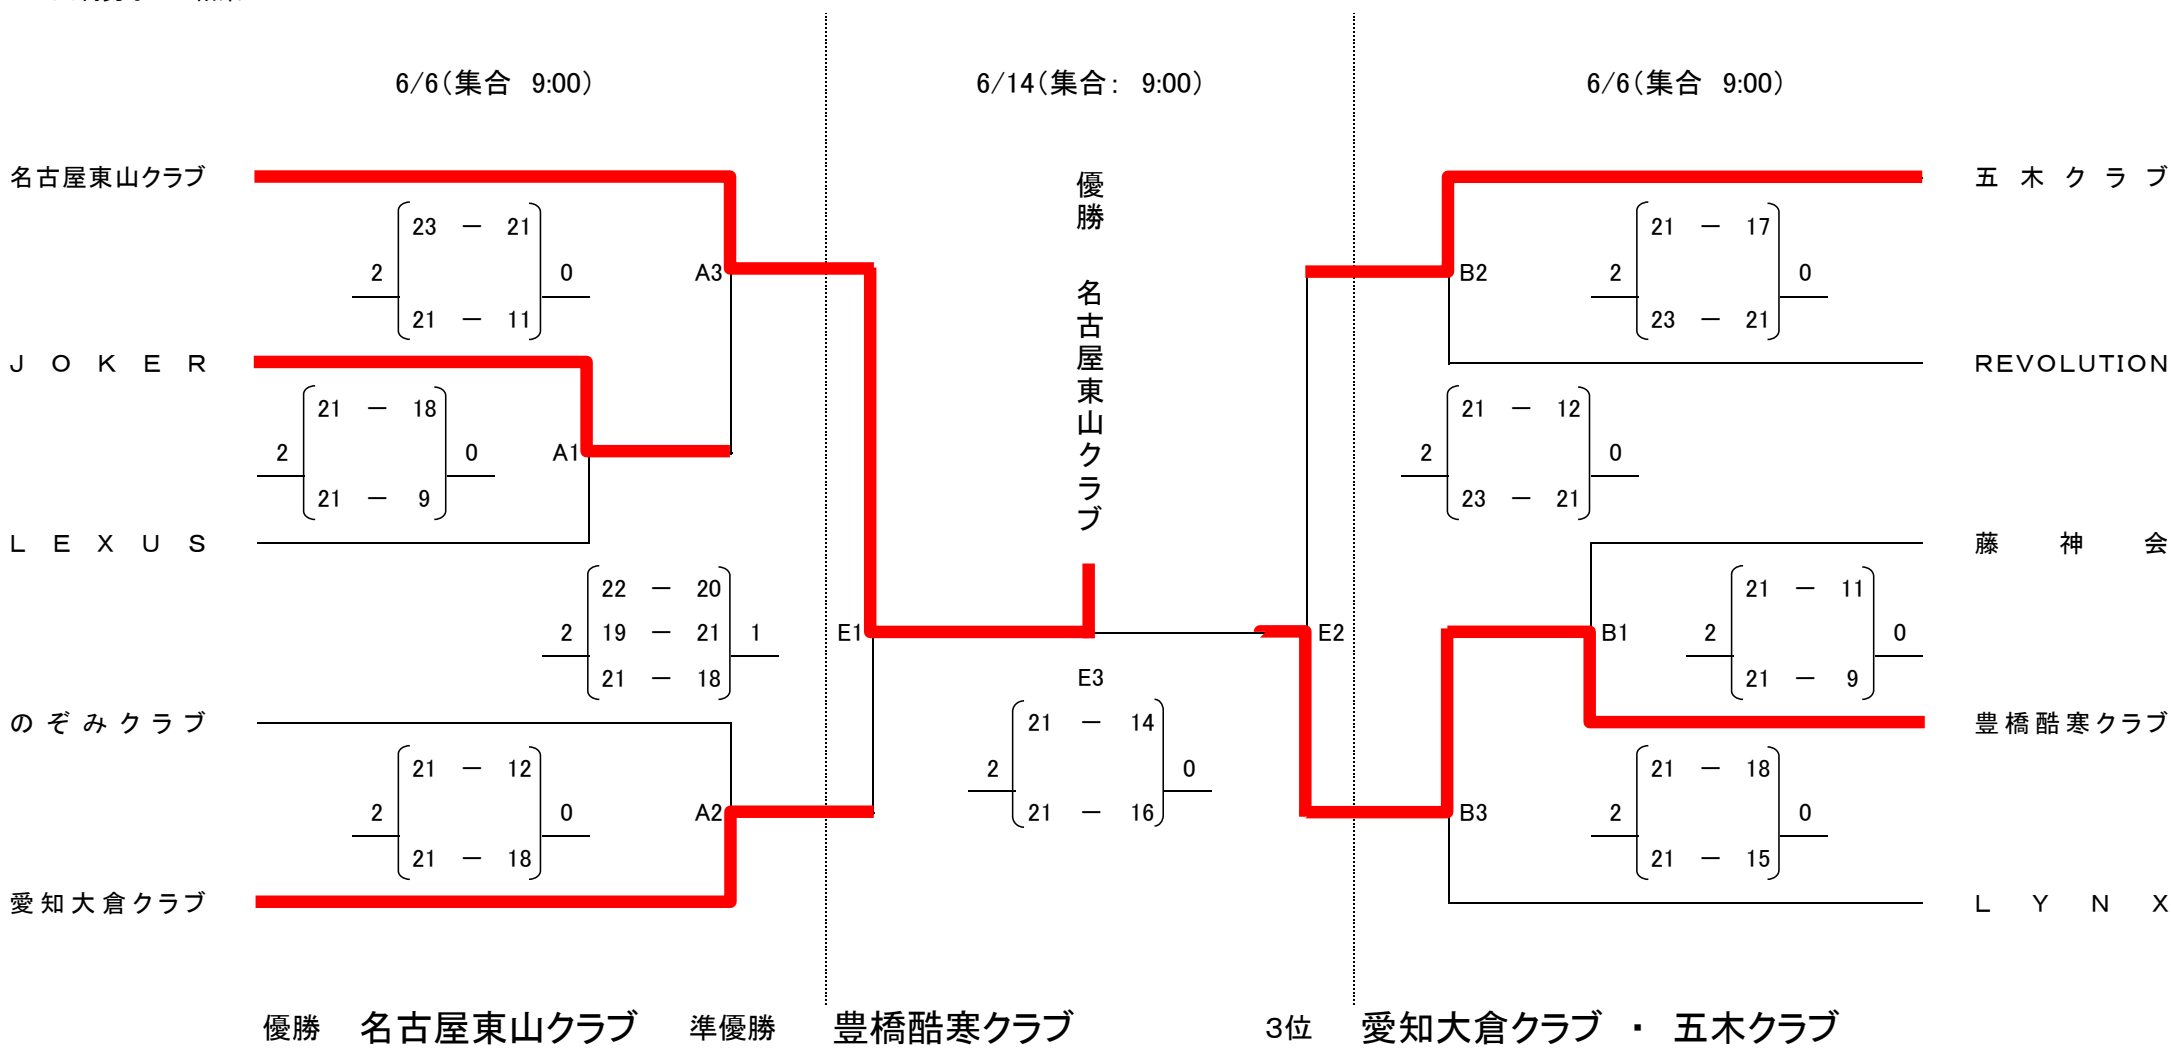 6/6(集合 9:00)
6/14(集合: 9:00)
6/6(集合 9:00)
優勝 名古屋東山クラブ
名古屋東山クラブ
23 － 21
2 0
21 － 11
A3
JOKER
21 － 18
2 0
21 － 9
A1
LEXUS
22 － 20
2 19 － 21 1
21 － 18
E1
のぞみクラブ
21 － 12
2 0
21 － 18
A2
愛知大倉クラブ
E3
21 － 14
2 0
21 － 16
五木クラブ
21 － 17
2 0
23 － 21
B2
REVOLUTION
21 － 12
2 0
23 － 21
E2
藤神会
21 － 11
2 0
21 － 9
B1
豊橋酷寒クラブ
21 － 18
2 0
21 － 15
B3
LYNX
優勝 名古屋東山クラブ 準優勝 豊橋酷寒クラブ 3位 愛知大倉クラブ ・ 五木クラブ